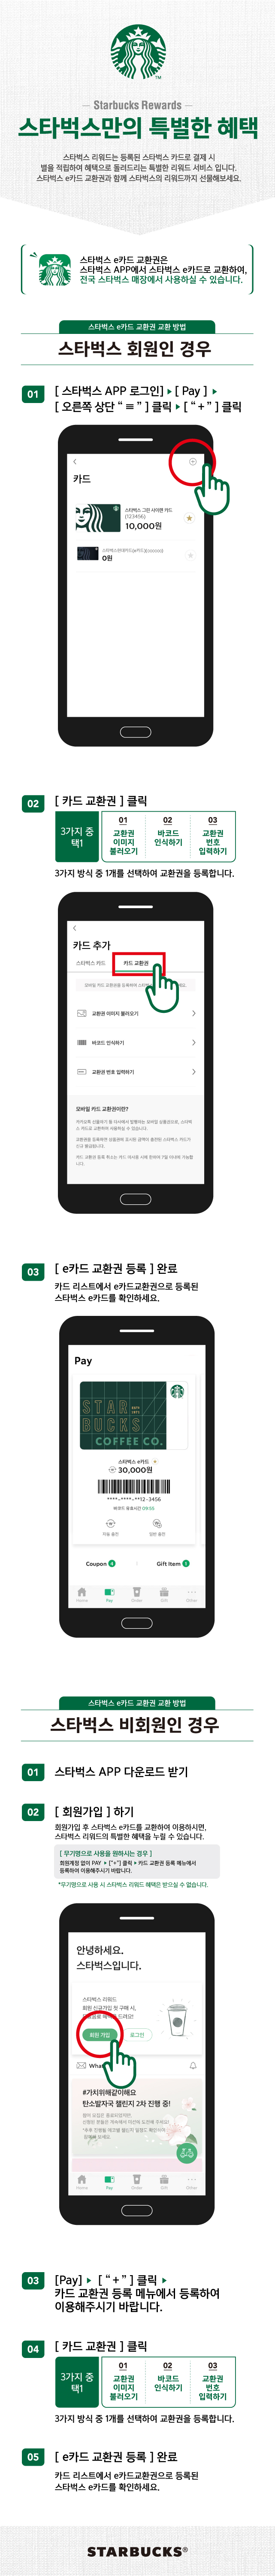 TM
Starbucks Rewards
스타벅스만의 특별한 혜택
스타벅스 리워드는 등록된 스타벅스 카드로 결제 시
별을 적립하여 혜택으로 돌려드리는 리워드 서비스 입니다.
스타벅스 e카드 교환권과 함께 스타벅스의 리워드까지 선물해보세요.
스타벅스 e카드 교환권은
스타벅스 APP에서 스타벅스 e카드로 교환하여,
전국 스타벅스 매장에서 사용하실 수 있습니다.
스타벅스 e카드 교환권 교환 방법
스타벅스 회원인 경우
01
[ 스타벅스 APP 로그인] ▶ [ Pay ] ▶
[ 오른쪽 상단 “ ≡ ” ] 클릭 ▶ [ “ + ” ] 클릭
카드
스타벅스 그린 사이렌 카드
(123456)
10,000원
0원
02
[ 카드 교환권 ] 클릭
3가지 중
택1
01
교환권
이미지
불러오기
02
바코드
인식하기
03
교환권
번호
입력하기
3가지 방식 중 1개를 선택하여 교환권을 등록합니다.
카드 추가
스타벅스 카드
카드 교환권
교환권 이미지 불러오기
바코드 인식하기
교환권 번호 입력하기
모바일 카드 교환권이란?
03
[ e카드 교환권 등록 ] 완료
카드 리스트에서 e카드교환권으로 등록된
스타벅스 e카드를 확인하세요.
Pay
STAR
BUCKS
COFFEE CO.
스타벅스 e카드
30,000원
****-****-**12-3456
바코드 유효시간 09:56
자동 충전
일반 충전
Coupon 4
Gift Item 1
Home
Pay
Order
Gift
Other
스타벅스 e카드 교환권 교환 방법
스타벅스 비회원인 경우
01
스타벅스 APP 다운로드 받기
02
[ 회원가입 ] 하기
회원가입 후 스타벅스 e카드를 교환하여 이용하시면,
스타벅스 리워드의 특별한 혜택을 누릴 수 있습니다.
[ 무기명으로 사용을 원하시는 경우 ]
회원계정 없이 PAY ▶ [“+”] 클릭 ▶ 카드 교환권 등록 메뉴에서
등록하여 이용해주시기 바랍니다.
*무기명으로 사용 시 스타벅스 리워드 혜택은 받으실 수 없습니다.
안녕하세요.
스타벅스입니다.
스타벅스 리워드
회원 신규가입 첫 구매 시,
회원 가입
로그인
#가치위해같이해요
탄소발자국 챌린지 2차 진행 중!
Home
Pay
Order
Gift
Other
03
[Pay] ▶ [ “ + ” ] 클릭 ▶
카드 교환권 등록 메뉴에서 등록하여
이용해주시기 바랍니다.
04
[ 카드 교환권 ] 클릭
3가지 중
택1
01
교환권
이미지
불러오기
02
바코드
인식하기
03
교환권
번호
입력하기
3가지 방식 중 1개를 선택하여 교환권을 등록합니다.
05
[ e카드 교환권 등록 ] 완료
카드 리스트에서 e카드교환권으로 등록된
스타벅스 e카드를 확인하세요.
STARBUCKS®